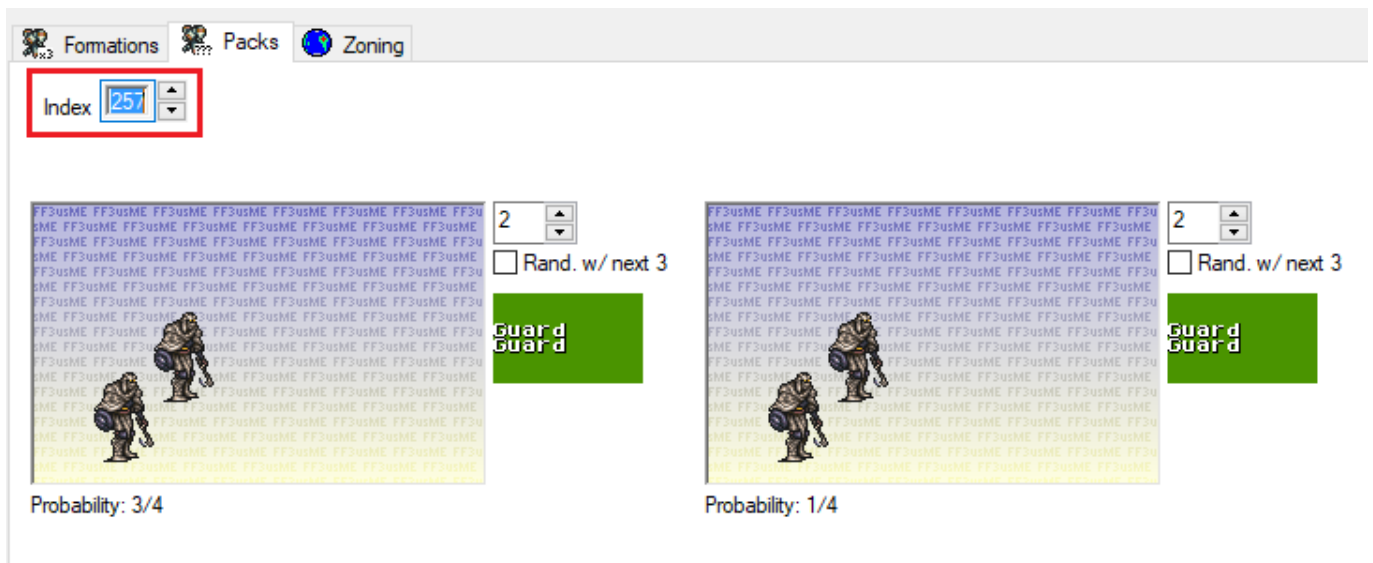 Formations Packs Zoning
Index 257
2
Rand. w/ next 3
Guard
Guard
Probability: 3/4
2
Rand. w/ next 3
Guard
Guard
Probability: 1/4